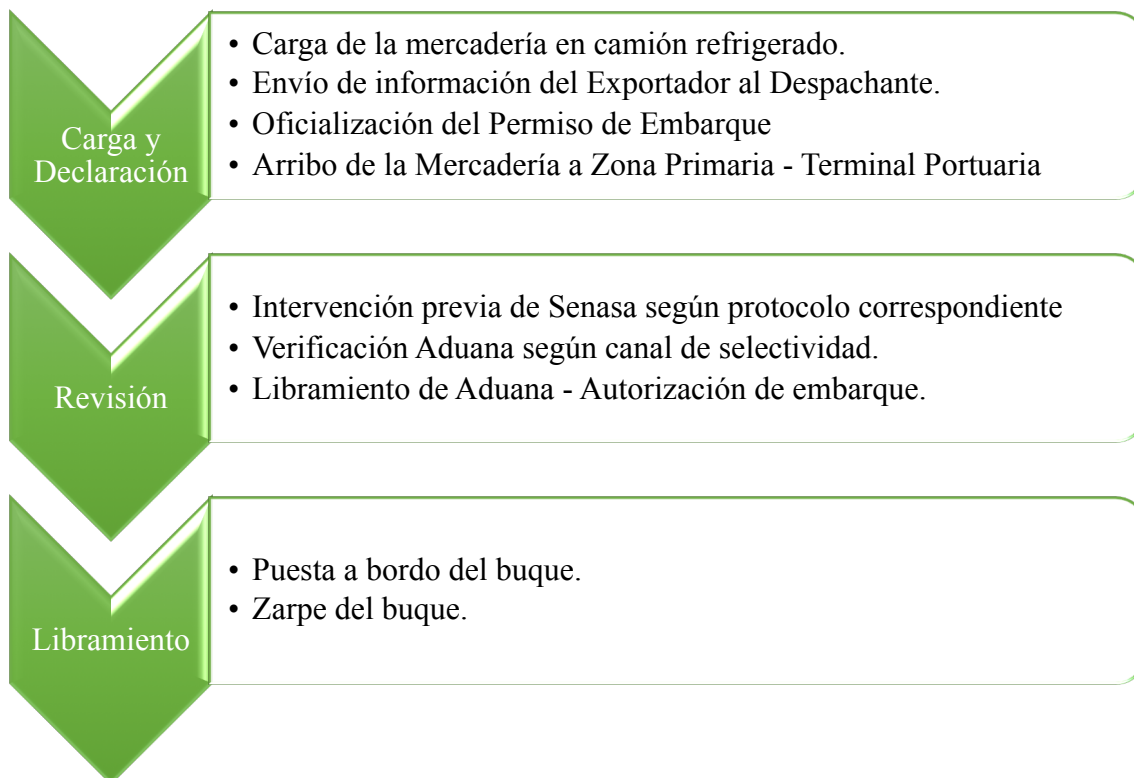 Carga y
Declaración
• Carga de la mercadería en camión refrigerado.
• Envío de información del Exportador al Despachante.
• Oficialización del Permiso de Embarque
• Arribo de la Mercadería a Zona Primaria - Terminal Portuaria
Revisión
• Intervención previa de Senasa según protocolo correspondiente
• Verificación Aduana según canal de selectividad.
• Libramiento de Aduana - Autorización de embarque.
Libramiento
• Puesta a bordo del buque.
• Zarpe del buque.